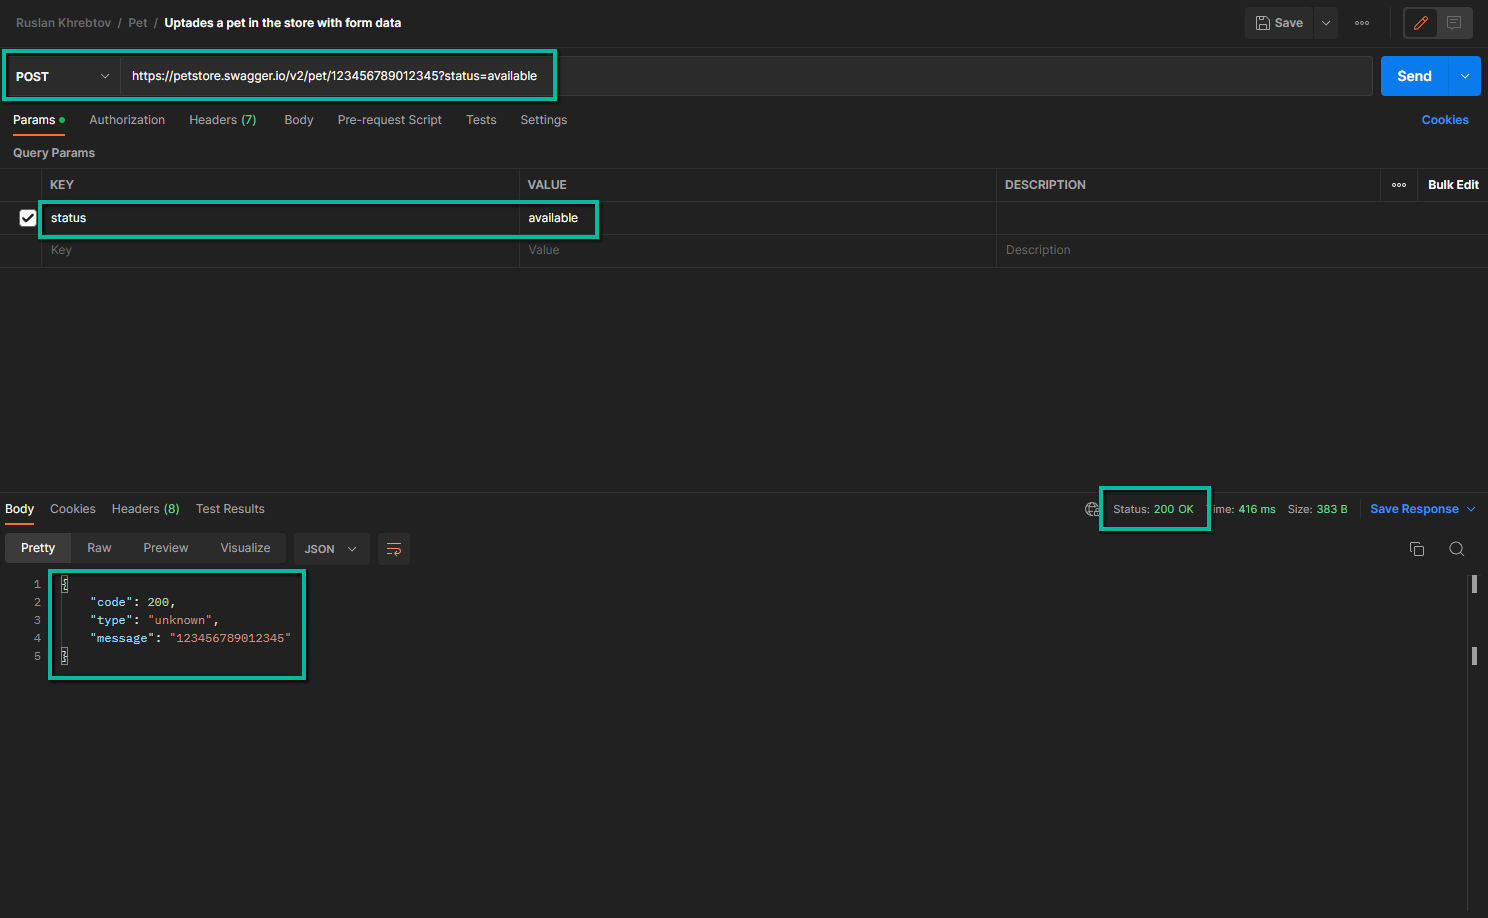 Ruslan Khrebtov / Pet / Uptades a pet in the store with form data
Save
POST
https://petstore.swagger.io/v2/pet/123456789012345?status=available
Send
Params Authorization Headers (7) Body Pre-request Script Tests Settings
Cookies
Query Params
KEY VALUE DESCRIPTION Bulk Edit
status available
Key Value Description
Body Cookies Headers (8) Test Results
Status: 200 OK ime: 416 ms Size: 383 B Save Response
Pretty Raw Preview Visualize JSON
1 {
2 "code": 200,
3 "type": "unknown",
4 "message": "123456789012345"
5 }